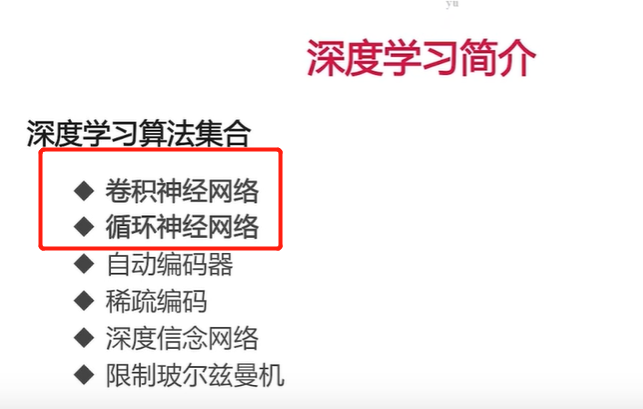 yu
深度学习简介
深度学习算法集合
◆ 卷积神经网络
◆ 循环神经网络
◆ 自动编码器
◆ 稀疏编码
◆ 深度信念网络
◆ 限制玻尔兹曼机